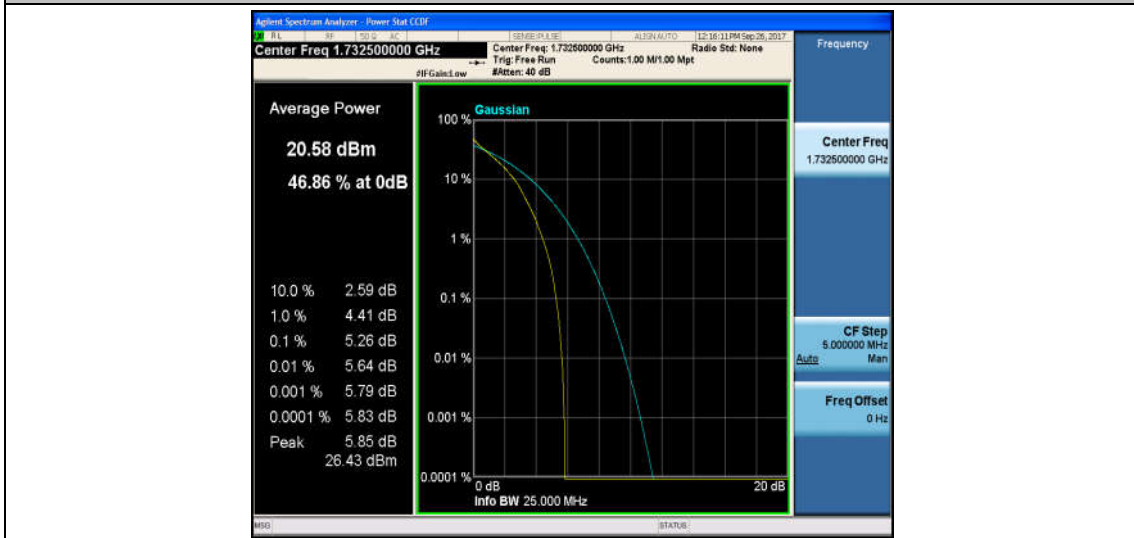 Agilent Spectrum Analyzer - Power Stat CCDF
RL RF 50 Ω AC SENSE:PULSE ALIGN AUTO 12:16:11 PM Sep 26, 2017
Center Freq 1.732500000 GHz
Center Freq: 1.732500000 GHz Radio Std: None
Trig: Free Run Counts:1.00 M/1.00 Mpt
#IFGain:Low #Atten: 40 dB
Frequency
Average Power
20.58 dBm
46.86 % at 0dB
10.0 % 2.59 dB
1.0 % 4.41 dB
0.1 % 5.26 dB
0.01 % 5.64 dB
0.001 % 5.79 dB
0.0001 % 5.83 dB
Peak 5.85 dB
26.43 dBm
Gaussian
100 %
10 %
1 %
0.1 %
0.01 %
0.001 %
0.0001 %
0 dB 20 dB
Info BW 25.000 MHz
Center Freq
1.732500000 GHz
CF Step
5.000000 MHz
Auto Man
Freq Offset
0 Hz
MSG STATUS